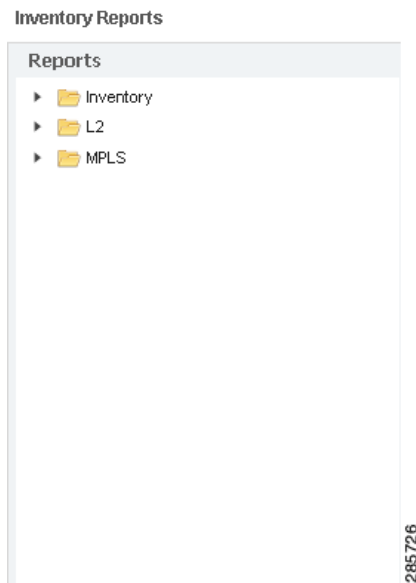 Inventory Reports
Reports
Inventory
L2
MPLS
285726